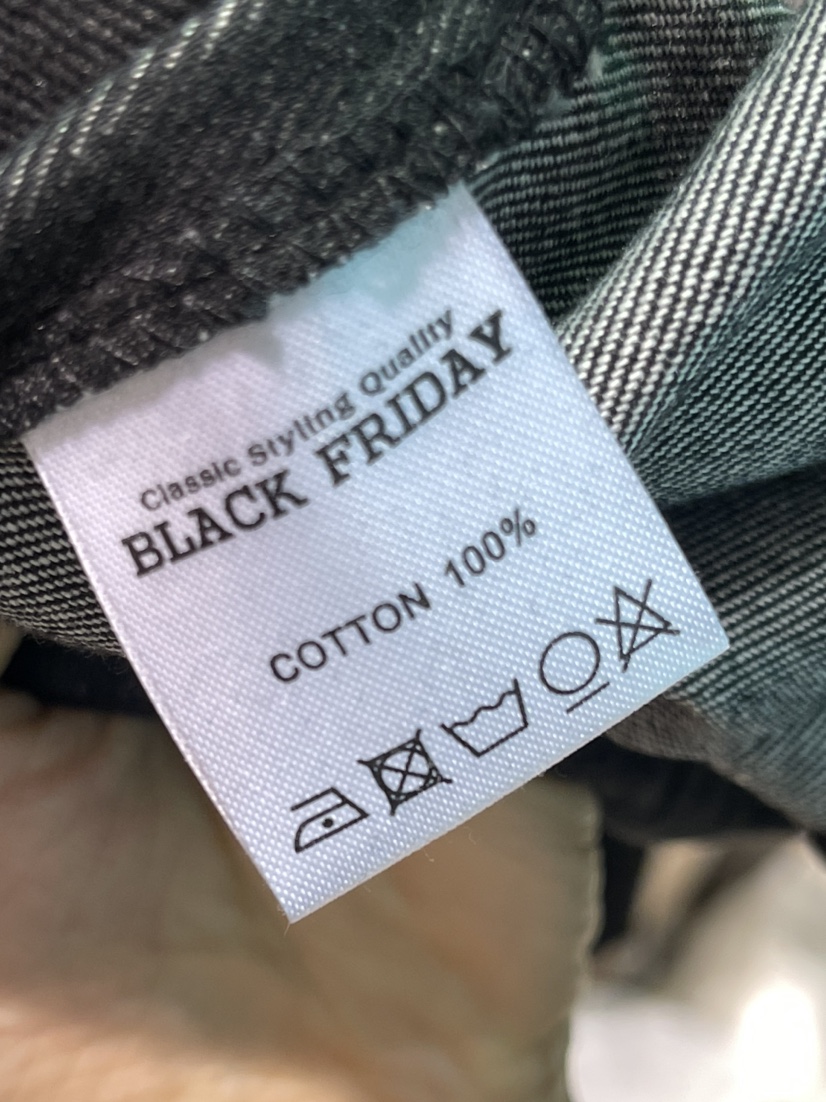 Classic Styling Quality
BLACK FRIDAY
COTTON 100%